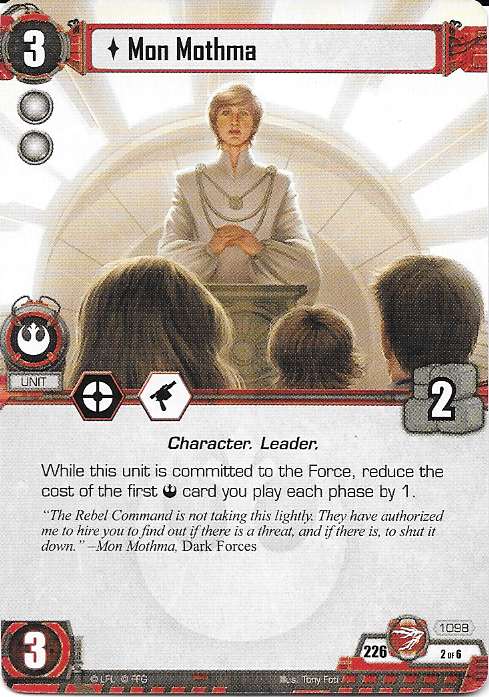 3
Mon Mothma
UNIT
2
Character. Leader.
While this unit is committed to the Force, reduce the
cost of the first card you play each phase by 1.
“The Rebel Command is not taking this lightly. They have authorized
me to hire you to find out if there is a threat, and if there is, to shut it
down.” –Mon Mothma, Dark Forces
3
© LFL © FFG
Illus. Tony Foti
226
1098
2 OF 6